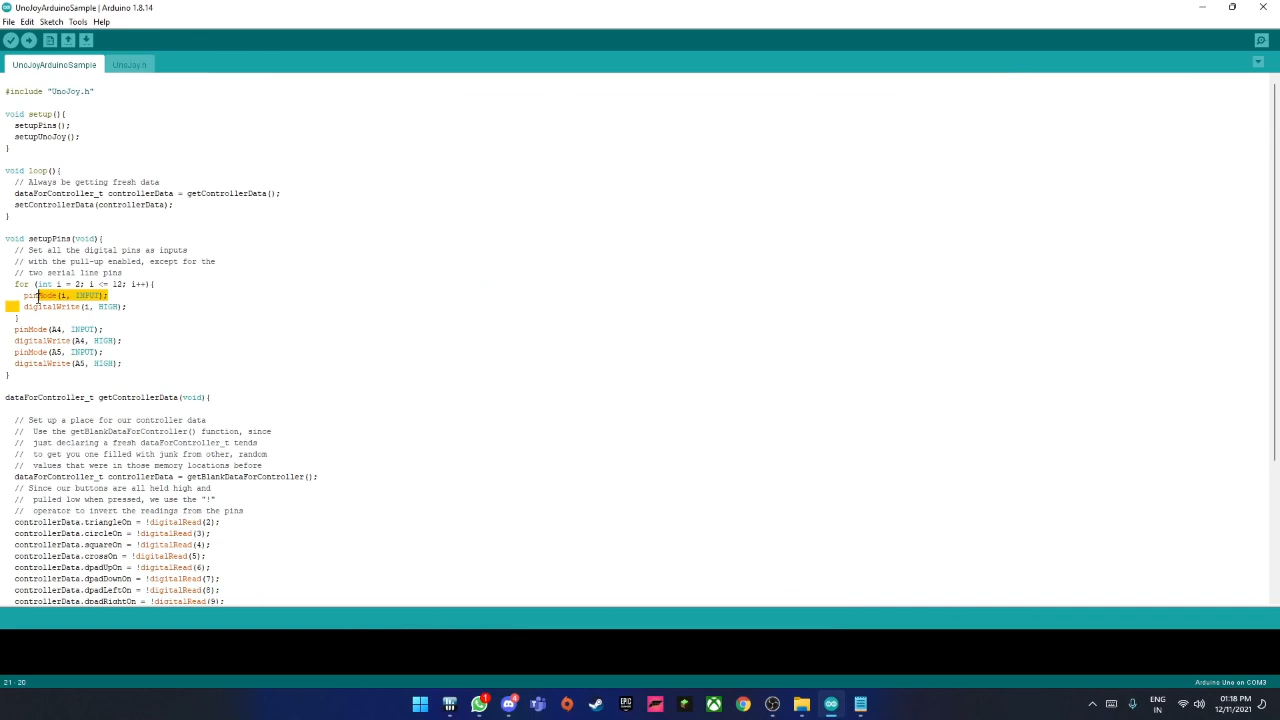 UnoJoyArduinoSample | Arduino 1.8.14
File Edit Sketch Tools Help
UnoJoyArduinoSample UnoJoy.h
#include "UnoJoy.h"
void setup(){
setupPins();
setupUnoJoy();
}
void loop(){
// Always be getting fresh data
dataForController_t controllerData = getControllerData();
setControllerData(controllerData);
}
void setupPins(void){
// Set all the digital pins as inputs
// with the pull-up enabled, except for the
// two serial line pins
for (int i = 2; i <= 12; i++){
pinMode(i, INPUT);
digitalWrite(i, HIGH);
}
pinMode(A4, INPUT);
digitalWrite(A4, HIGH);
pinMode(A5, INPUT);
digitalWrite(A5, HIGH);
}
dataForController_t getControllerData(void){
// Set up a place for our controller data
// Use the getBlankDataForController() function, since
// just declaring a fresh dataForController_t tends
// to get you one filled with junk from other, random
// values that were in those memory locations before
dataForController_t controllerData = getBlankDataForController();
// Since our buttons are all held high and
// pulled low when pressed, we use the "!"
// operator to invert the readings from the pins
controllerData.triangleOn = !digitalRead(2);
controllerData.circleOn = !digitalRead(3);
controllerData.squareOn = !digitalRead(4);
controllerData.crossOn = !digitalRead(5);
controllerData.dpadUpOn = !digitalRead(6);
controllerData.dpadDownOn = !digitalRead(7);
controllerData.dpadLeftOn = !digitalRead(8);
controllerData.dpadRightOn = !digitalRead(9);
21 - 20 Arduino Uno on COM3
1 4 EPIC ENG 01:18 PM
IN 12/11/2021